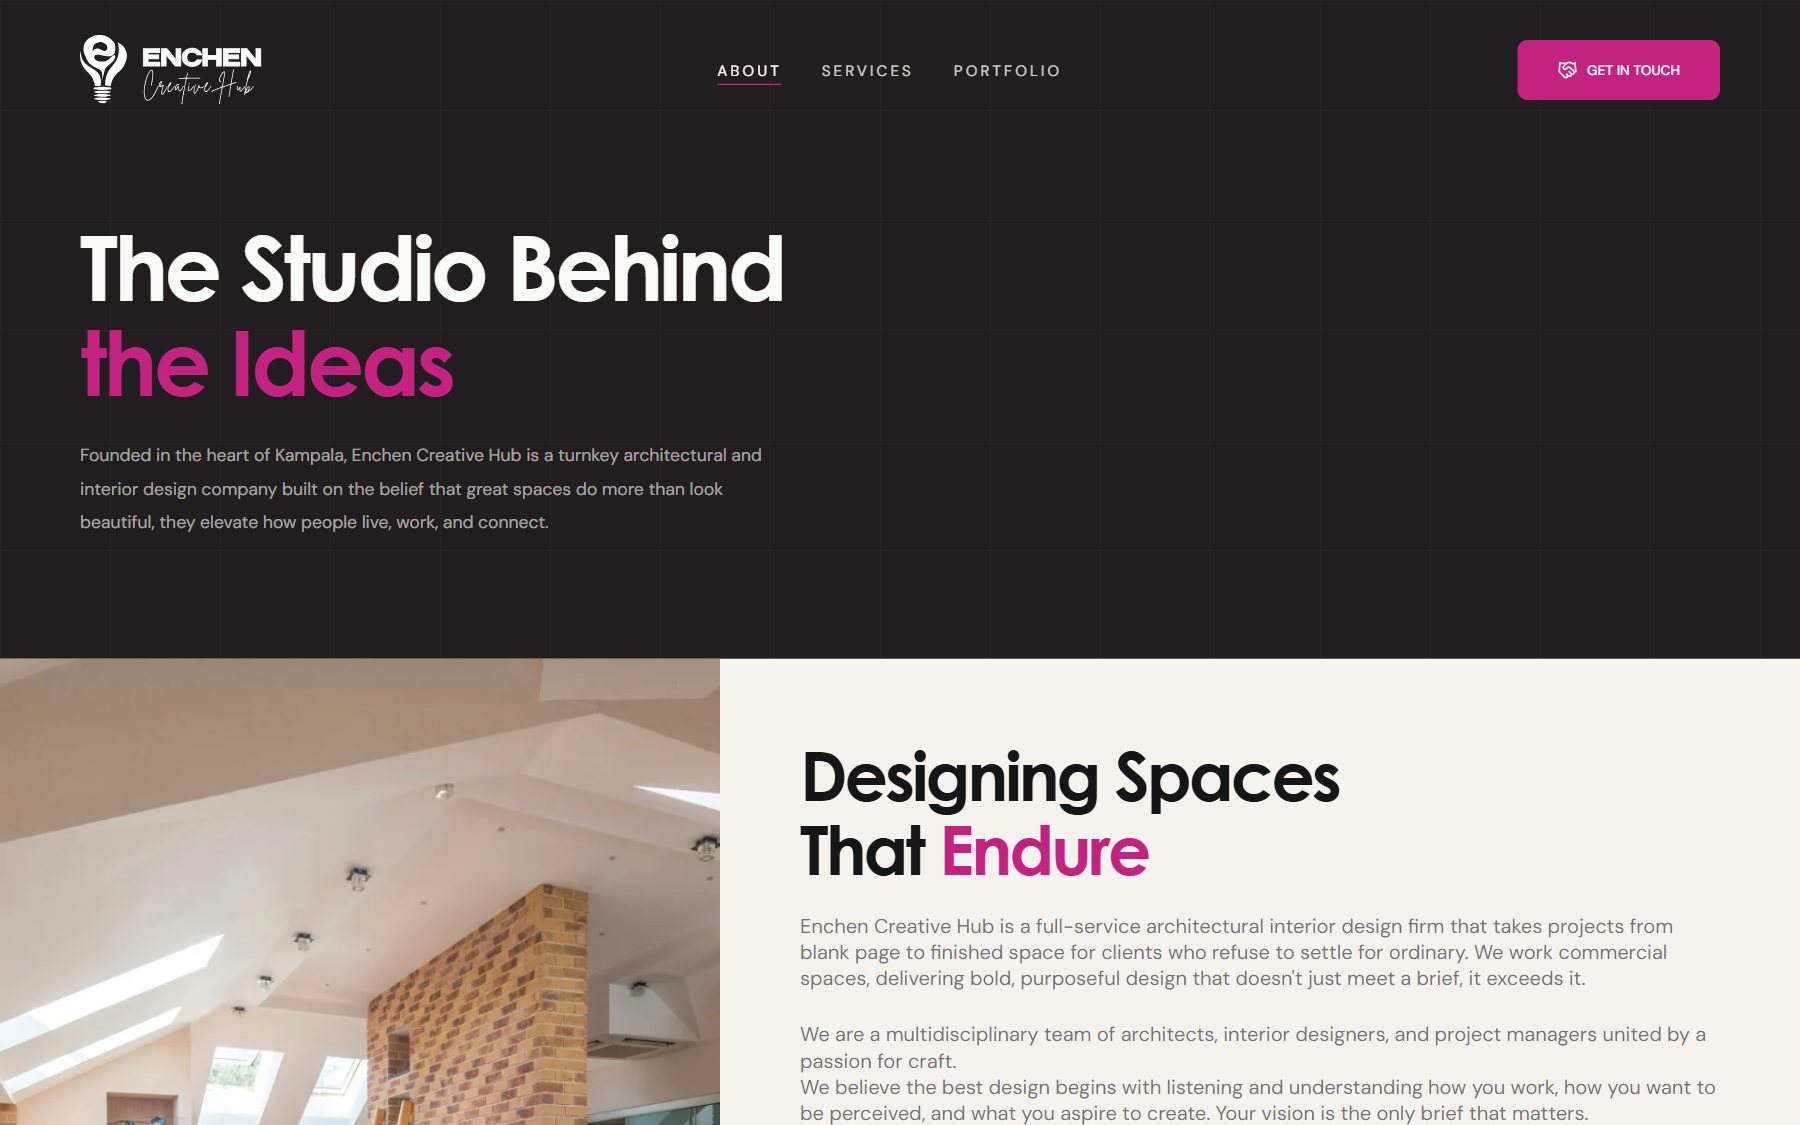 ENCHEN
Creative Hub
ABOUT
SERVICES
PORTFOLIO
GET IN TOUCH
The Studio Behind
the Ideas
Founded in the heart of Kampala, Enchen Creative Hub is a turnkey architectural and
interior design company built on the belief that great spaces do more than look
beautiful, they elevate how people live, work, and connect.
Designing Spaces
That Endure
Enchen Creative Hub is a full-service architectural interior design firm that takes projects from
blank page to finished space for clients who refuse to settle for ordinary. We work commercial
spaces, delivering bold, purposeful design that doesn't just meet a brief, it exceeds it.
We are a multidisciplinary team of architects, interior designers, and project managers united by a
passion for craft.
We believe the best design begins with listening and understanding how you work, how you want to
be perceived, and what you aspire to create. Your vision is the only brief that matters.